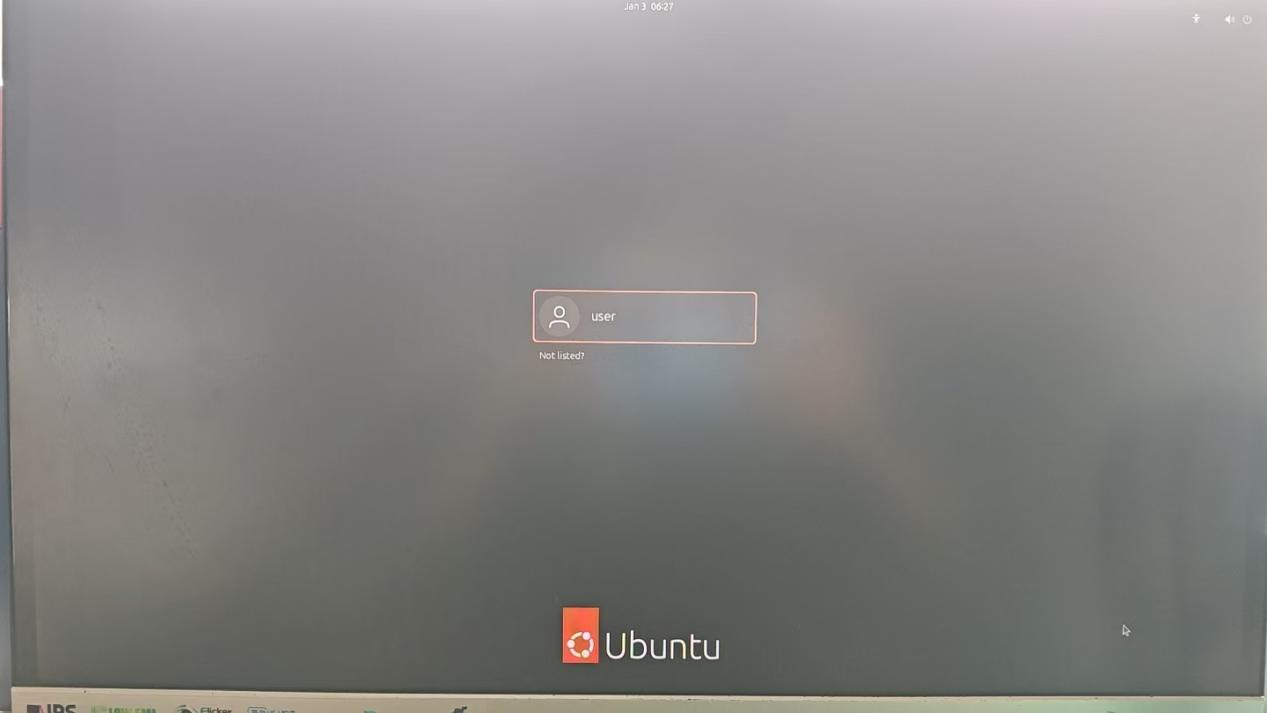 Jan 3 06:27
user
Not listed?
Ubuntu
IPS
Flicker